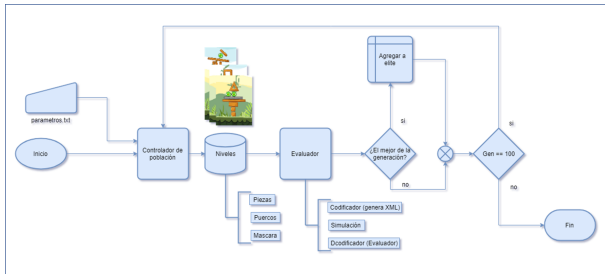 Agregar a
elite
parametros.txt
si.
si.
Inicio
Controlador de
población
Niveles
Evaluador
¿El mejor de la
generación?
Gen == 100
no.
no.
Piezas
Puercos
Mascara
Codificador (genera XML)
Simulación
Dcodificador (Evaluador)
Fin